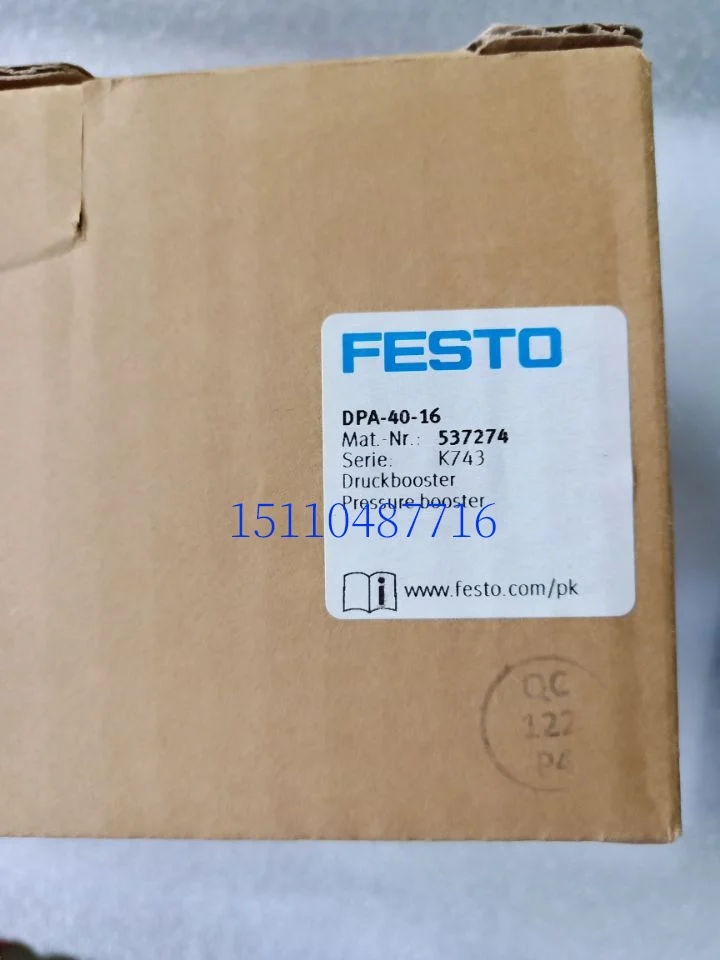 FESTO
DPA-40-16
Mat.-Nr.: 537274
Serie: K743
Druckbooster
Pressure booster
15110487716
i www.festo.com/pk
QC
122
P4